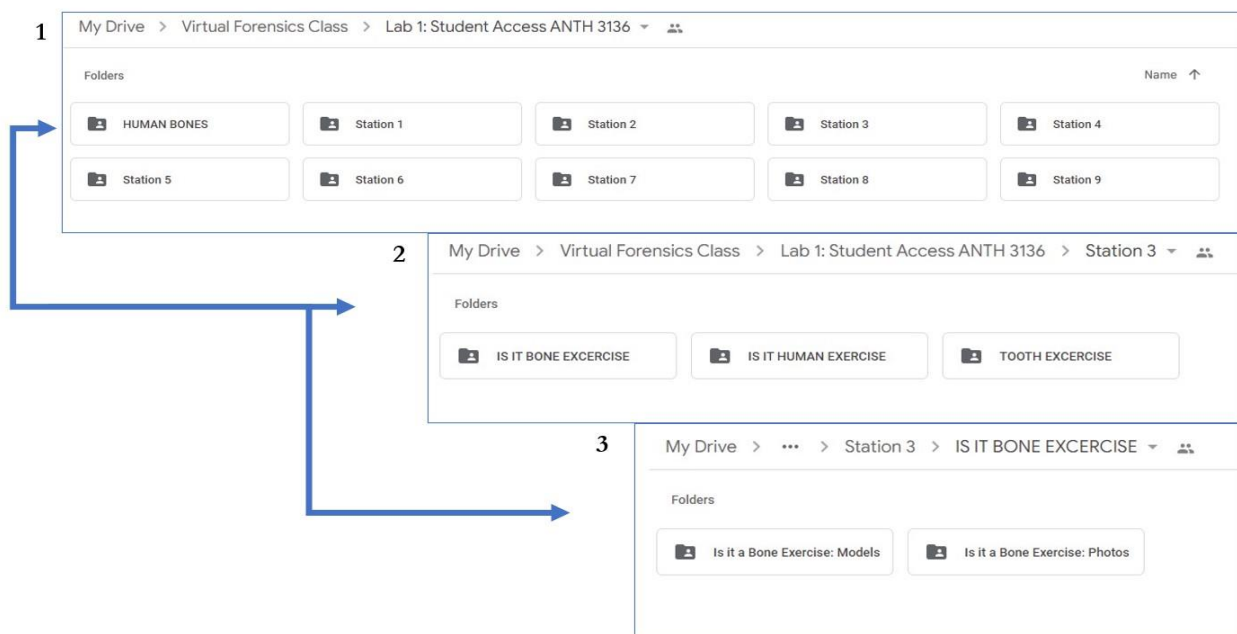 1
My Drive > Virtual Forensics Class > Lab 1: Student Access ANTH 3136
Folders
Name ↑
HUMAN BONES
Station 1
Station 2
Station 3
Station 4
Station 5
Station 6
Station 7
Station 8
Station 9
2
My Drive > Virtual Forensics Class > Lab 1: Student Access ANTH 3136 > Station 3
Folders
IS IT BONE EXCERCISE
IS IT HUMAN EXERCISE
TOOTH EXCERCISE
3
My Drive > ••• > Station 3 > IS IT BONE EXCERCISE
Folders
Is it a Bone Exercise: Models
Is it a Bone Exercise: Photos